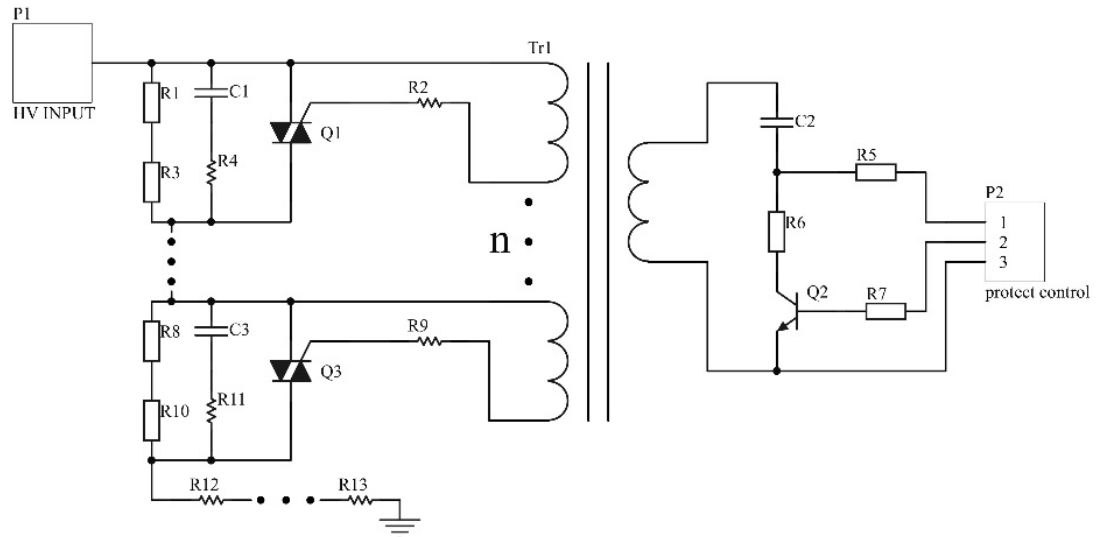 P1
HV INPUT
R1
C1
R3
R4
Q1
R2
Tr1
n
R8
C3
R10
R11
Q3
R9
R12
R13
C2
R5
R6
Q2
R7
P2
1
2
3
protect control